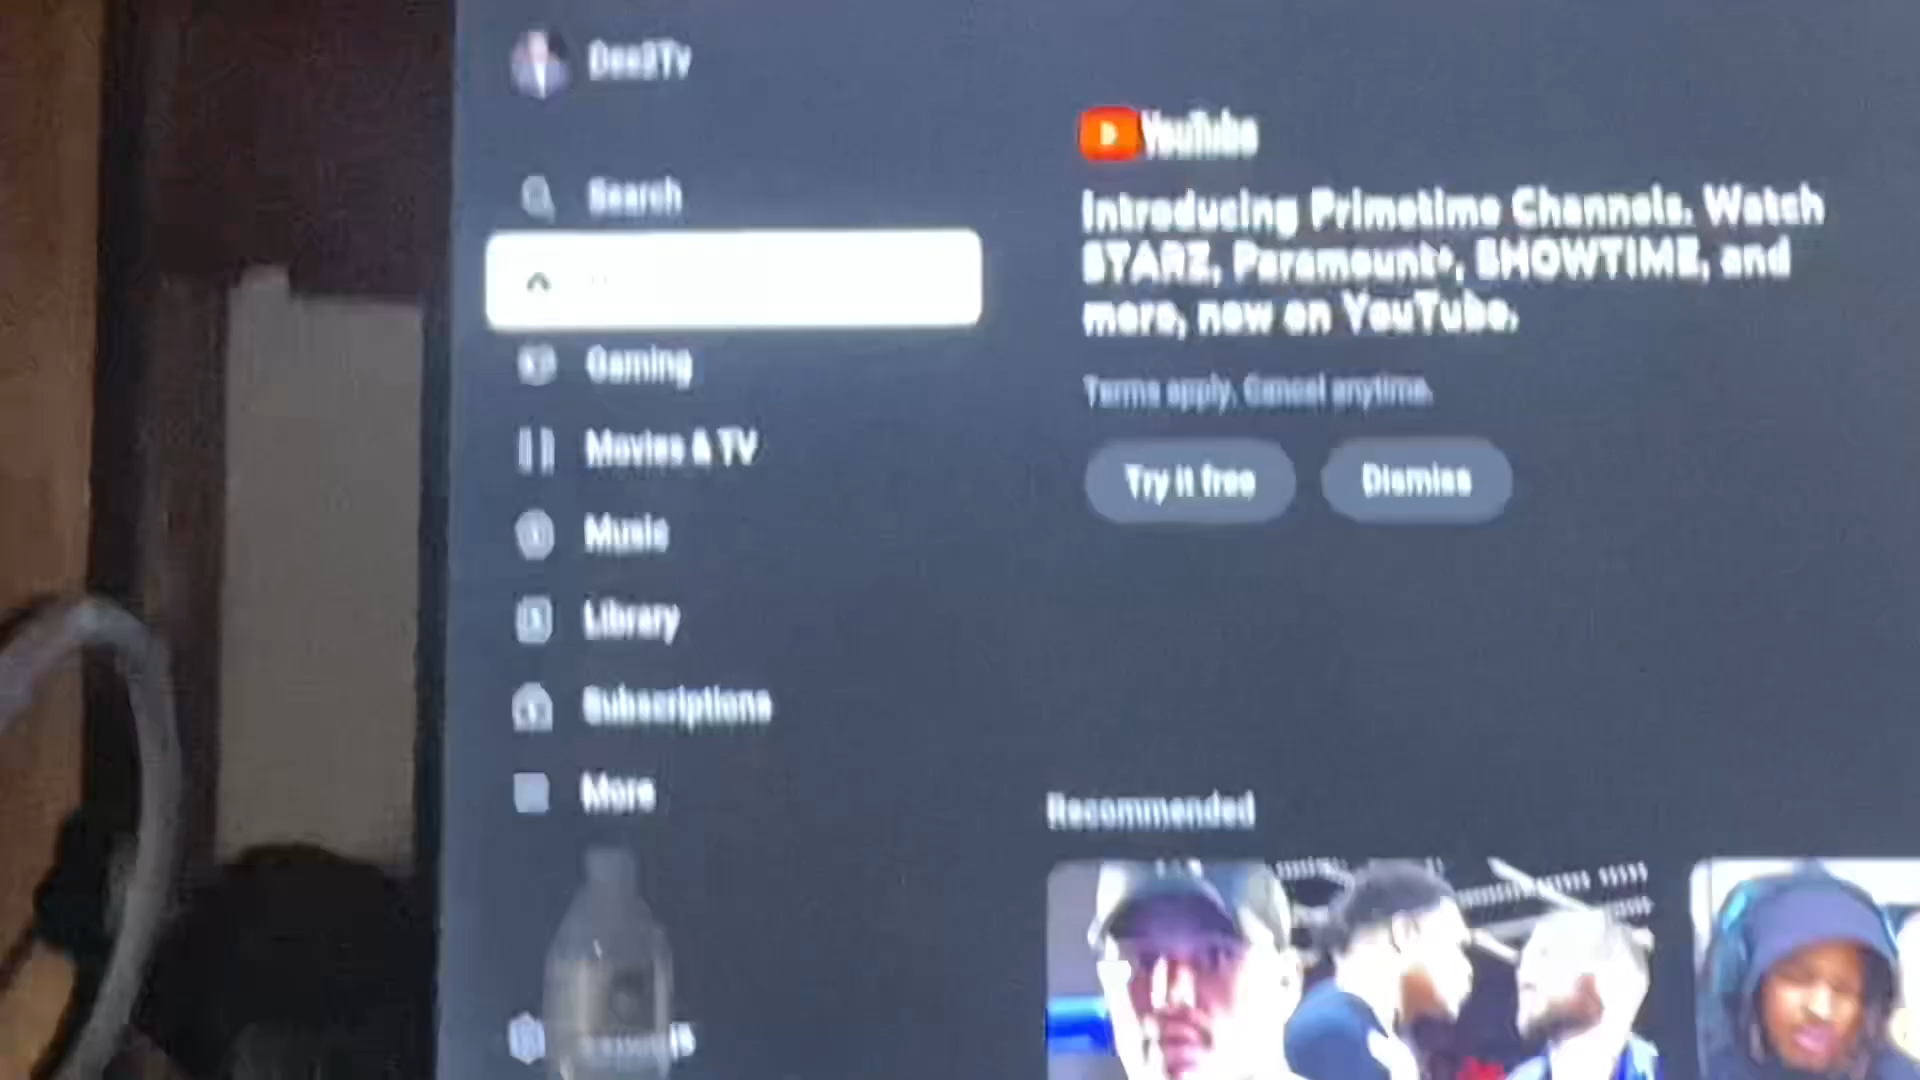 Dee2Tv
Search
Gaming
Movies & TV
Music
Library
Subscriptions
More
YouTube
Introducing Primetime Channels. Watch
STARZ, Paramount+, SHOWTIME, and
more, now on YouTube.
Terms apply. Cancel anytime.
Try it free
Dismiss
Recommended